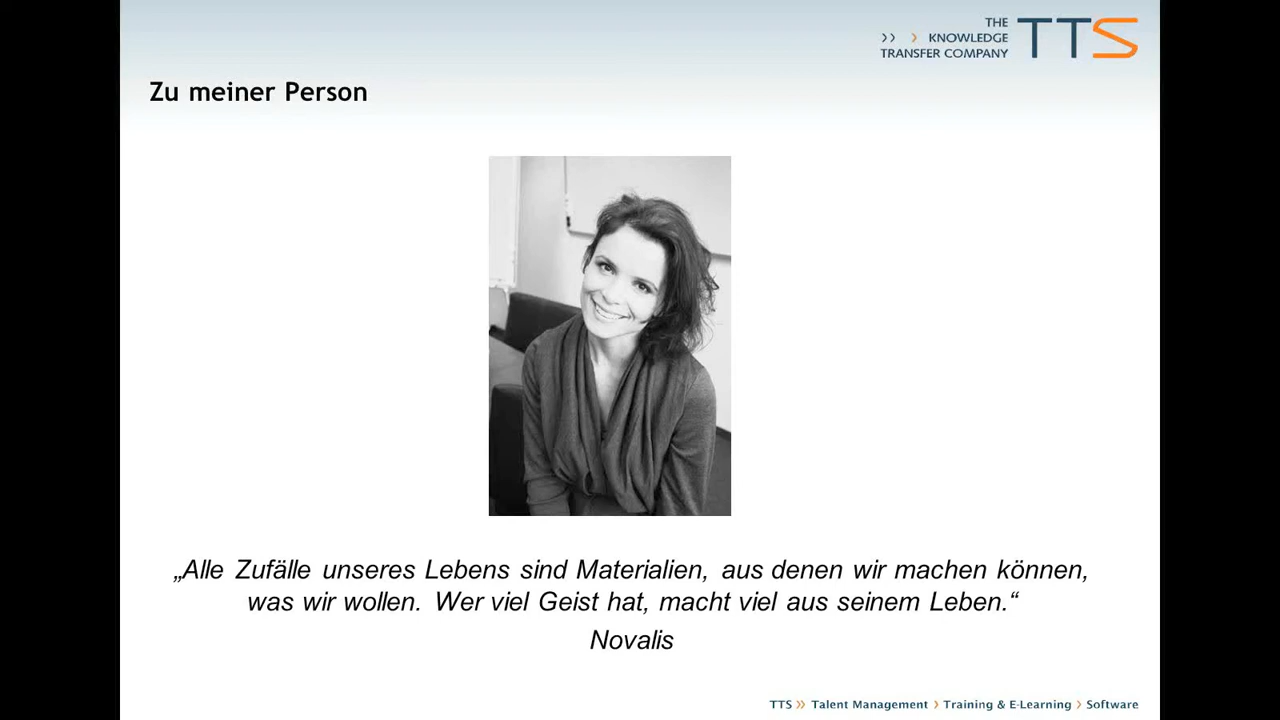 THE
›› › KNOWLEDGE
TRANSFER COMPANY
TTS
Zu meiner Person
„Alle Zufälle unseres Lebens sind Materialien, aus denen wir machen können,
was wir wollen. Wer viel Geist hat, macht viel aus seinem Leben.“
Novalis
TTS ›› Talent Management › Training & E-Learning › Software